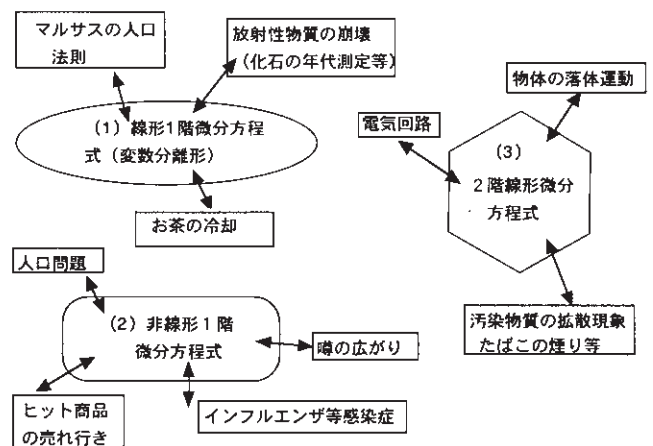 マルサスの人口
法則
放射性物質の崩壊
(化石の年代測定等)
(1)線形1階微分方程
式(変数分離形)
お茶の冷却
物体の落体運動
電気回路
(3)
2階線形微分
方程式
汚染物質の拡散現象
たばこの煙り等
人口問題
(2)非線形1階
微分方程式
噂の広がり
ヒット商品
の売れ行き
インフルエンザ等感染症